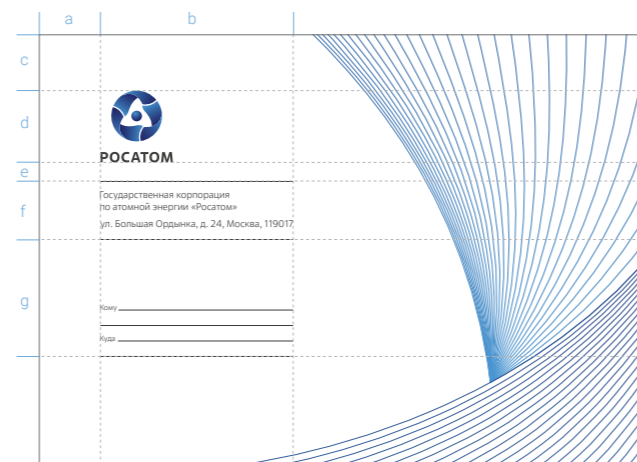 a b
c
d
РОСАТОМ
e
Государственная корпорация
по атомной энергии «Росатом»
f
ул. Большая Ордынка, д. 24, Москва, 119017
g
Кому
Куда